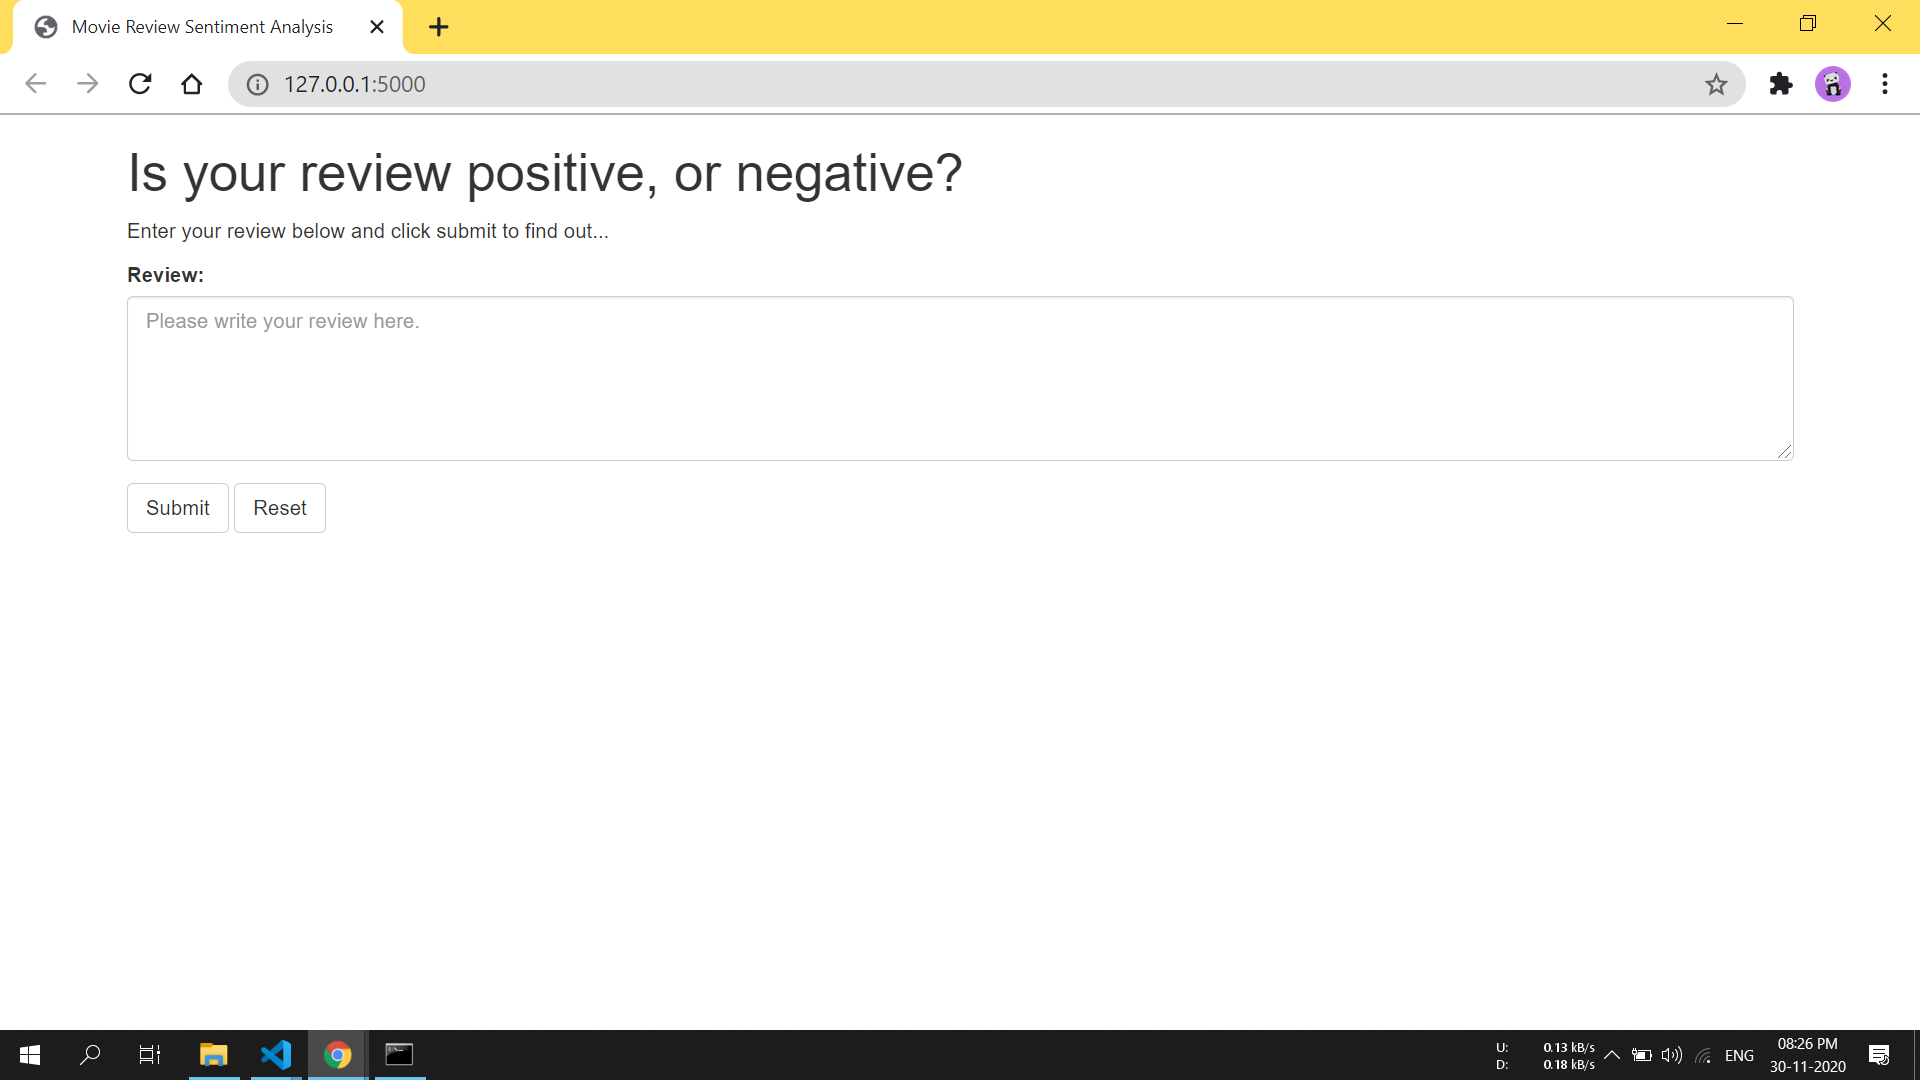 Movie Review Sentiment Analysis
127.0.0.1:5000
Is your review positive, or negative?
Enter your review below and click submit to find out...
Review:
Please write your review here.
Submit Reset
U: 0.13 kB/s
D: 0.18 kB/s
ENG
08:26 PM
30-11-2020